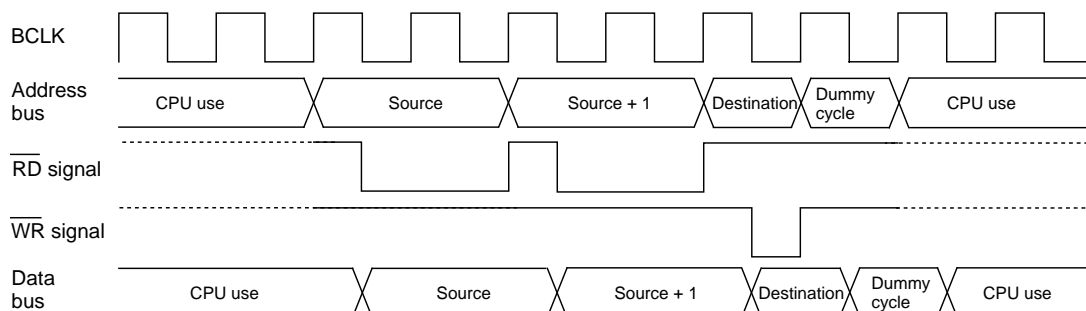 BCLK
Address
bus
CPU use
Source
Source + 1
Destination
Dummy
cycle
CPU use
RD signal
WR signal
Data
bus
CPU use
Source
Source + 1
Destination
Dummy
cycle
CPU use